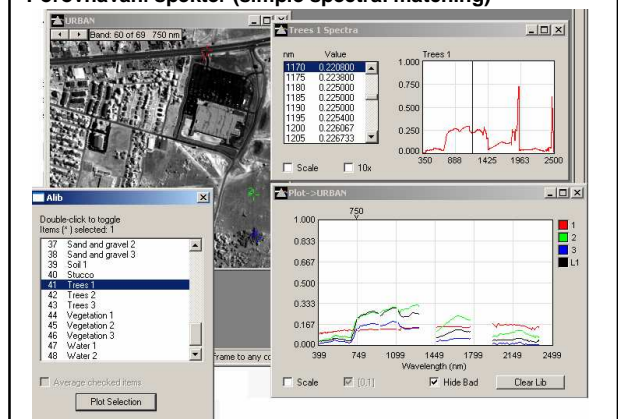 Porovnávání spekter (simple spectral matching)
URBAN
Band: 60 of 69 750 nm
Trees 1 Spectra
nm Value
1170 0.220800
1175 0.223800
1180 0.225000
1185 0.225000
1190 0.225000
1195 0.225400
1200 0.226067
1205 0.226733
Scale
10x
Trees 1
1.000
0.750
0.500
0.250
0.000
350 888 1425 1963 2500
Alib
Double-click to toggle
Items (*) selected: 1
37 Sand and gravel 2
38 Sand and gravel 3
39 Soil 1
40 Stucco
41 Trees 1
42 Trees 2
43 Trees 3
44 Vegetation 1
45 Vegetation 2
46 Vegetation 3
47 Water 1
48 Water 2
Average checked items
Plot Selection
Frame to any co
Plot->URBAN
750
1.000
0.833
0.667
0.500
0.333
0.167
0.000
399 749 1099 1449 1799 2149 2499
Wavelength (nm)
1
2
3
L1
Scale
[0,1]
Hide Bad
Clear Lib